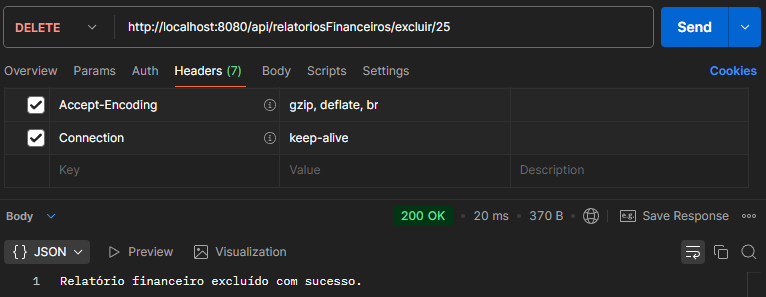 DELETE http://localhost:8080/api/relatoriosFinanceiros/excluir/25 Send
Overview Params Auth Headers (7) Body Scripts Settings Cookies
Accept-Encoding gzip, deflate, br
Connection keep-alive
Key Value Description
Body 200 OK 20 ms 370 B e.g. Save Response
{} JSON Preview Visualization
1 Relatório financeiro excluído com sucesso.